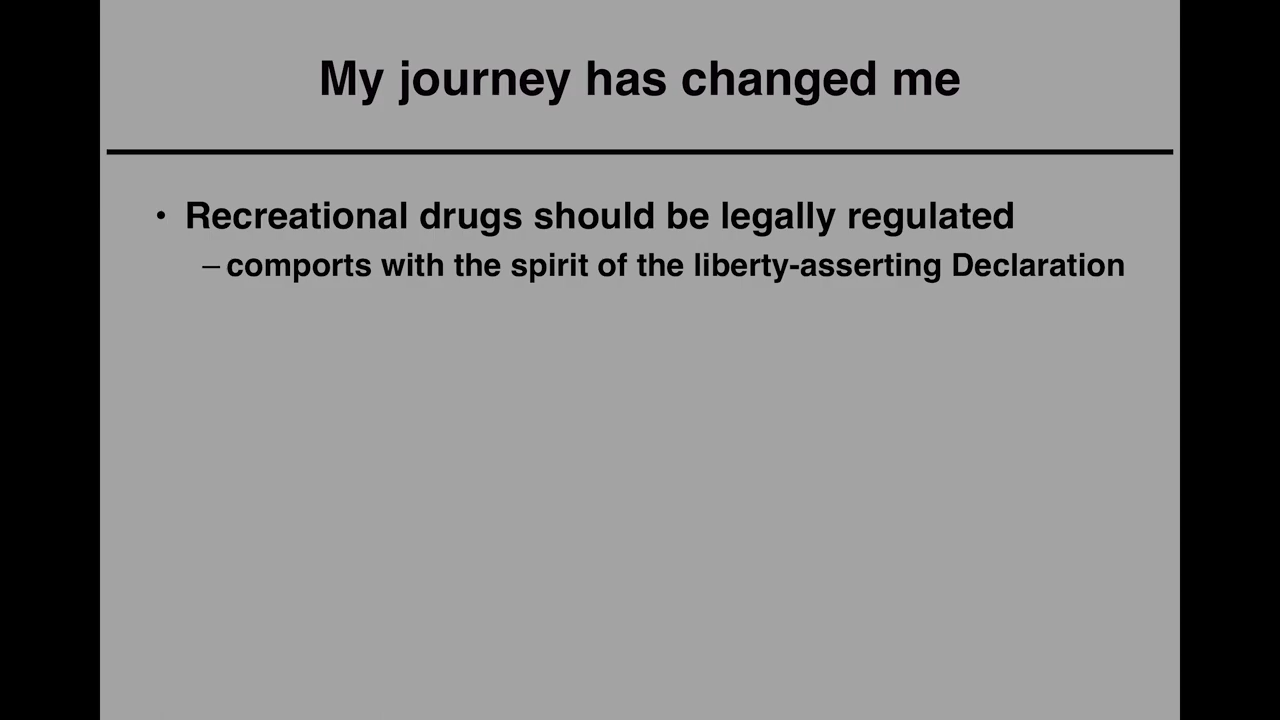 My journey has changed me
• Recreational drugs should be legally regulated
– comports with the spirit of the liberty-asserting Declaration